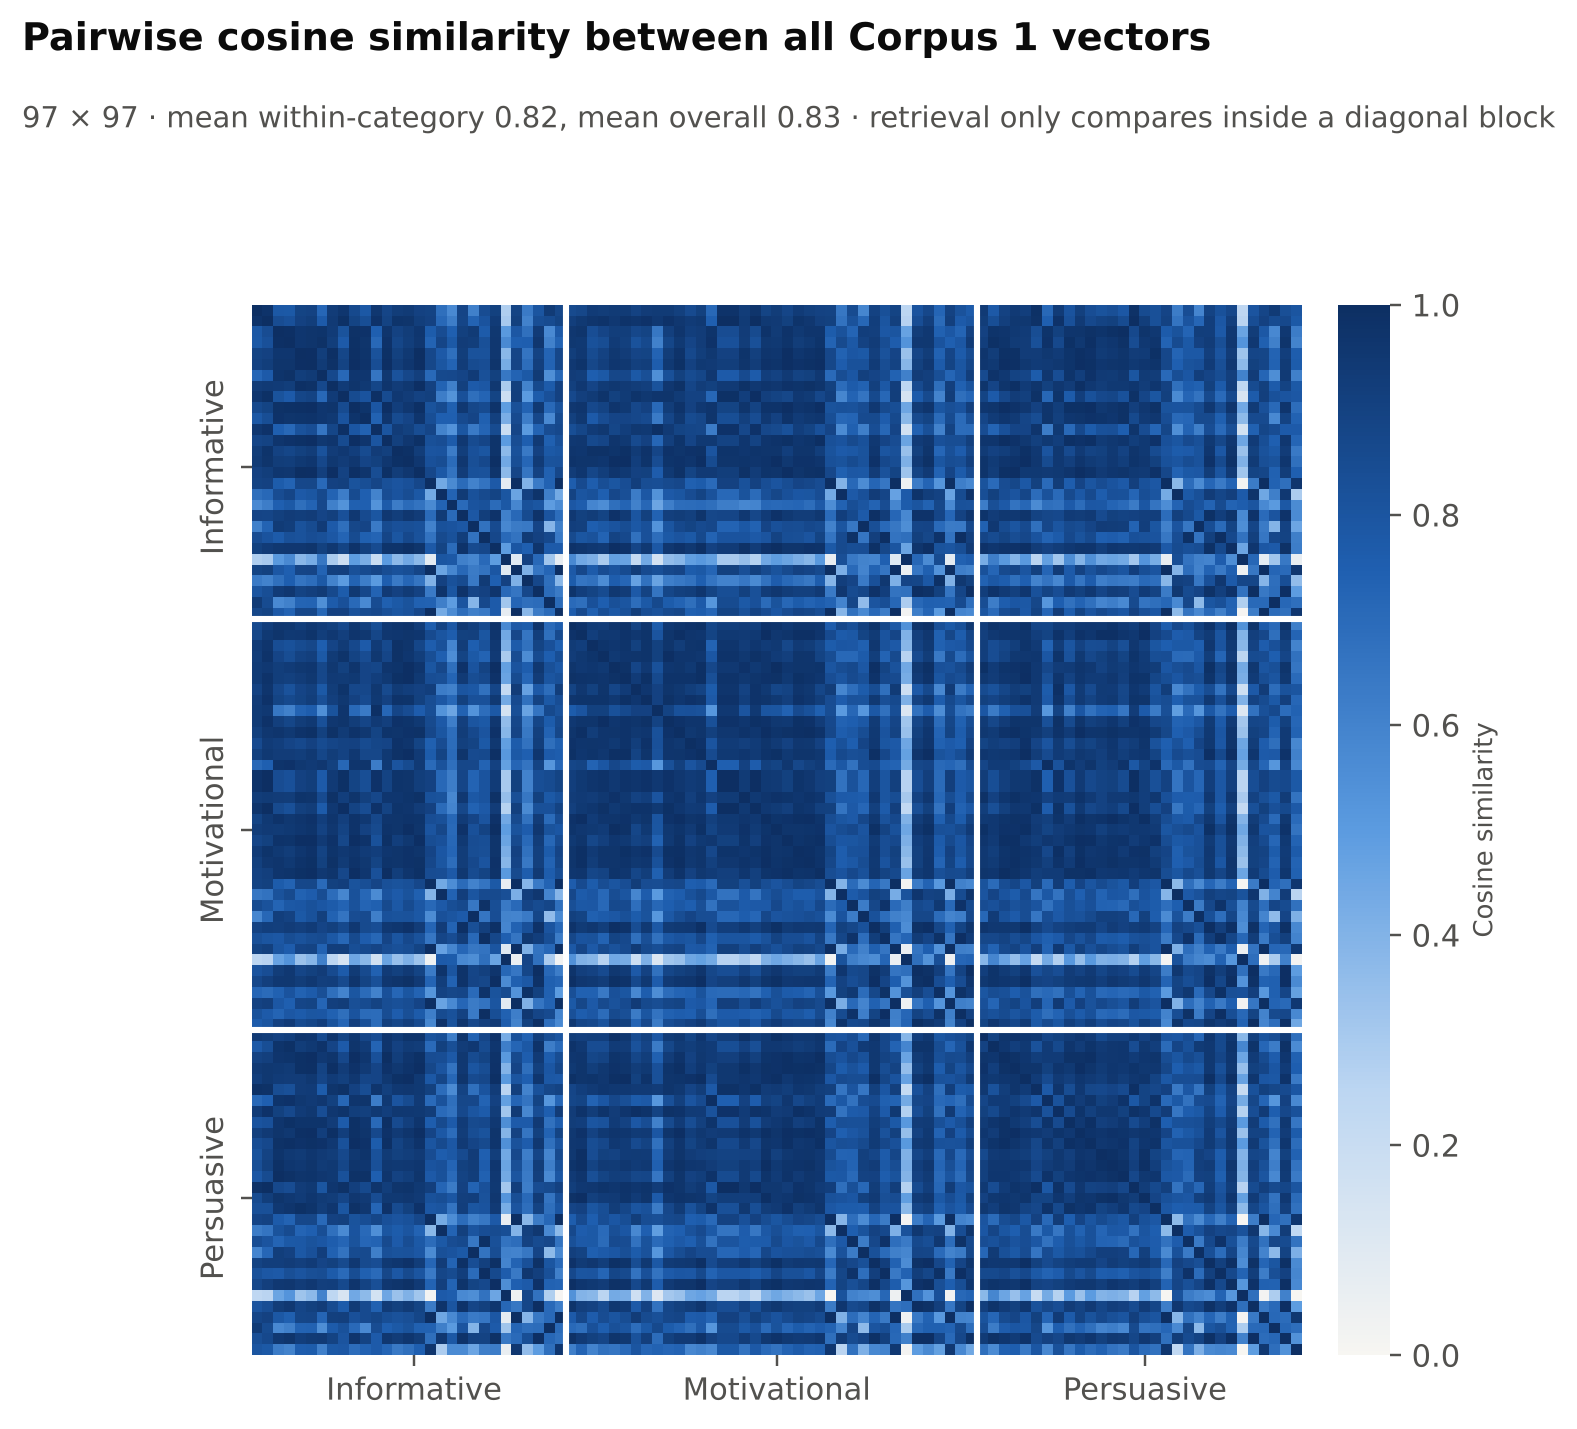 Pairwise cosine similarity between all Corpus 1 vectors
97 × 97 · mean within-category 0.82, mean overall 0.83 · retrieval only compares inside a diagonal block
Informative
Motivational
Persuasive
Informative
Motivational
Persuasive
1.0
0.8
0.6
0.4
0.2
0.0
Cosine similarity